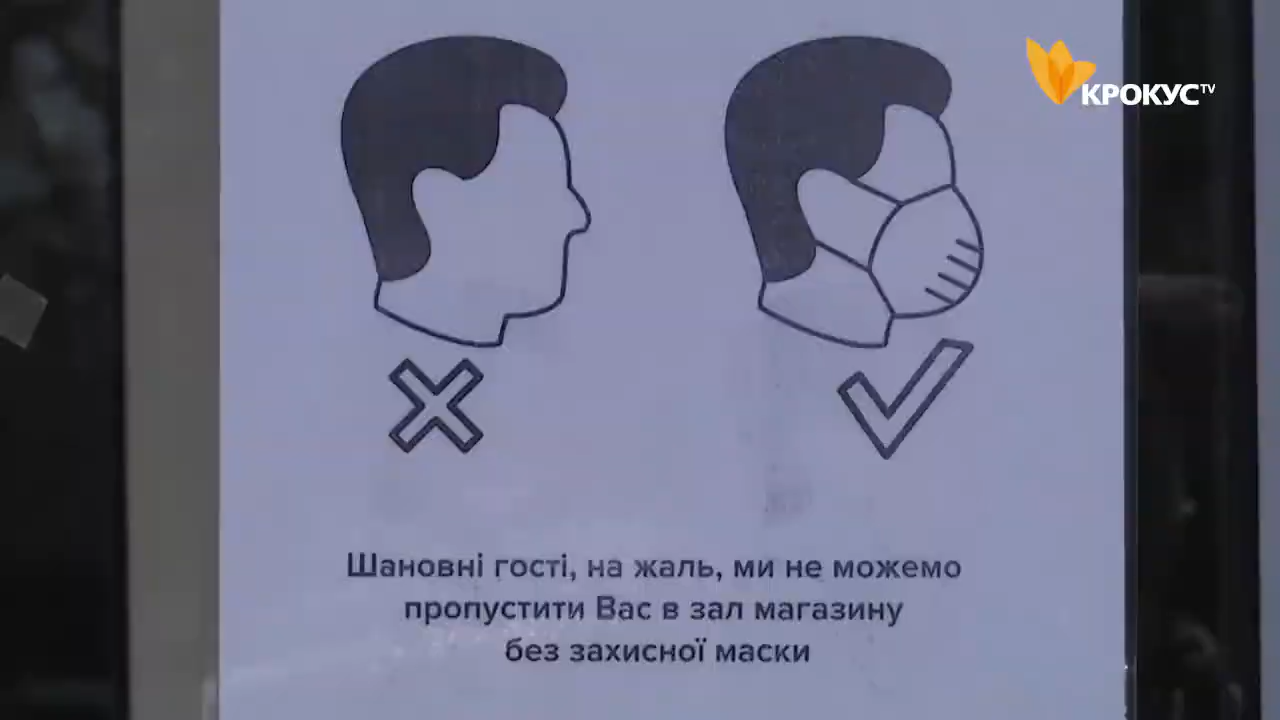 КРОКУС TV
Шановні гості, на жаль, ми не можемо
пропустити Вас в зал магазину
без захисної маски